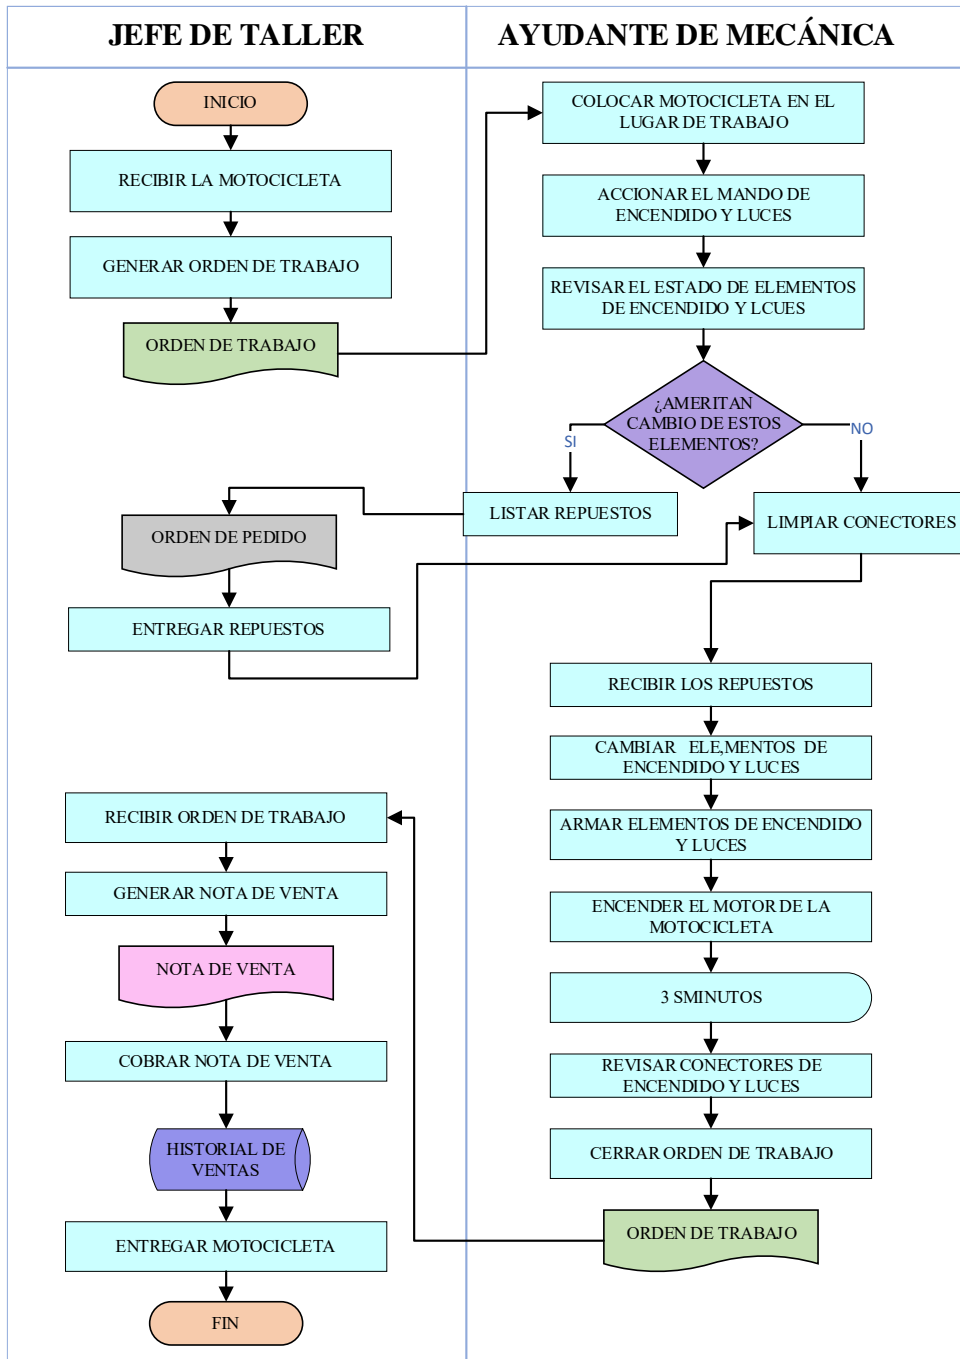 JEFE DE TALLER
AYUDANTE DE MECÁNICA
INICIO
RECIBIR LA MOTOCICLETA
GENERAR ORDEN DE TRABAJO
ORDEN DE TRABAJO
COLOCAR MOTOCICLETA EN EL
LUGAR DE TRABAJO
ACCIONAR EL MANDO DE
ENCENDIDO Y LUCES
REVISAR EL ESTADO DE ELEMENTOS
DE ENCENDIDO Y LCUES
¿AMERITAN
CAMBIO DE ESTOS
ELEMENTOS?
SI
NO
LISTAR REPUESTOS
LIMPIAR CONECTORES
ORDEN DE PEDIDO
ENTREGAR REPUESTOS
RECIBIR LOS REPUESTOS
CAMBIAR ELE,MENTOS DE
ENCENDIDO Y LUCES
ARMAR ELEMENTOS DE ENCENDIDO
Y LUCES
ENCENDER EL MOTOR DE LA
MOTOCICLETA
3 SMINUTOS
REVISAR CONECTORES DE
ENCENDIDO Y LUCES
CERRAR ORDEN DE TRABAJO
ORDEN DE TRABAJO
RECIBIR ORDEN DE TRABAJO
GENERAR NOTA DE VENTA
NOTA DE VENTA
COBRAR NOTA DE VENTA
HISTORIAL DE
VENTAS
ENTREGAR MOTOCICLETA
FIN